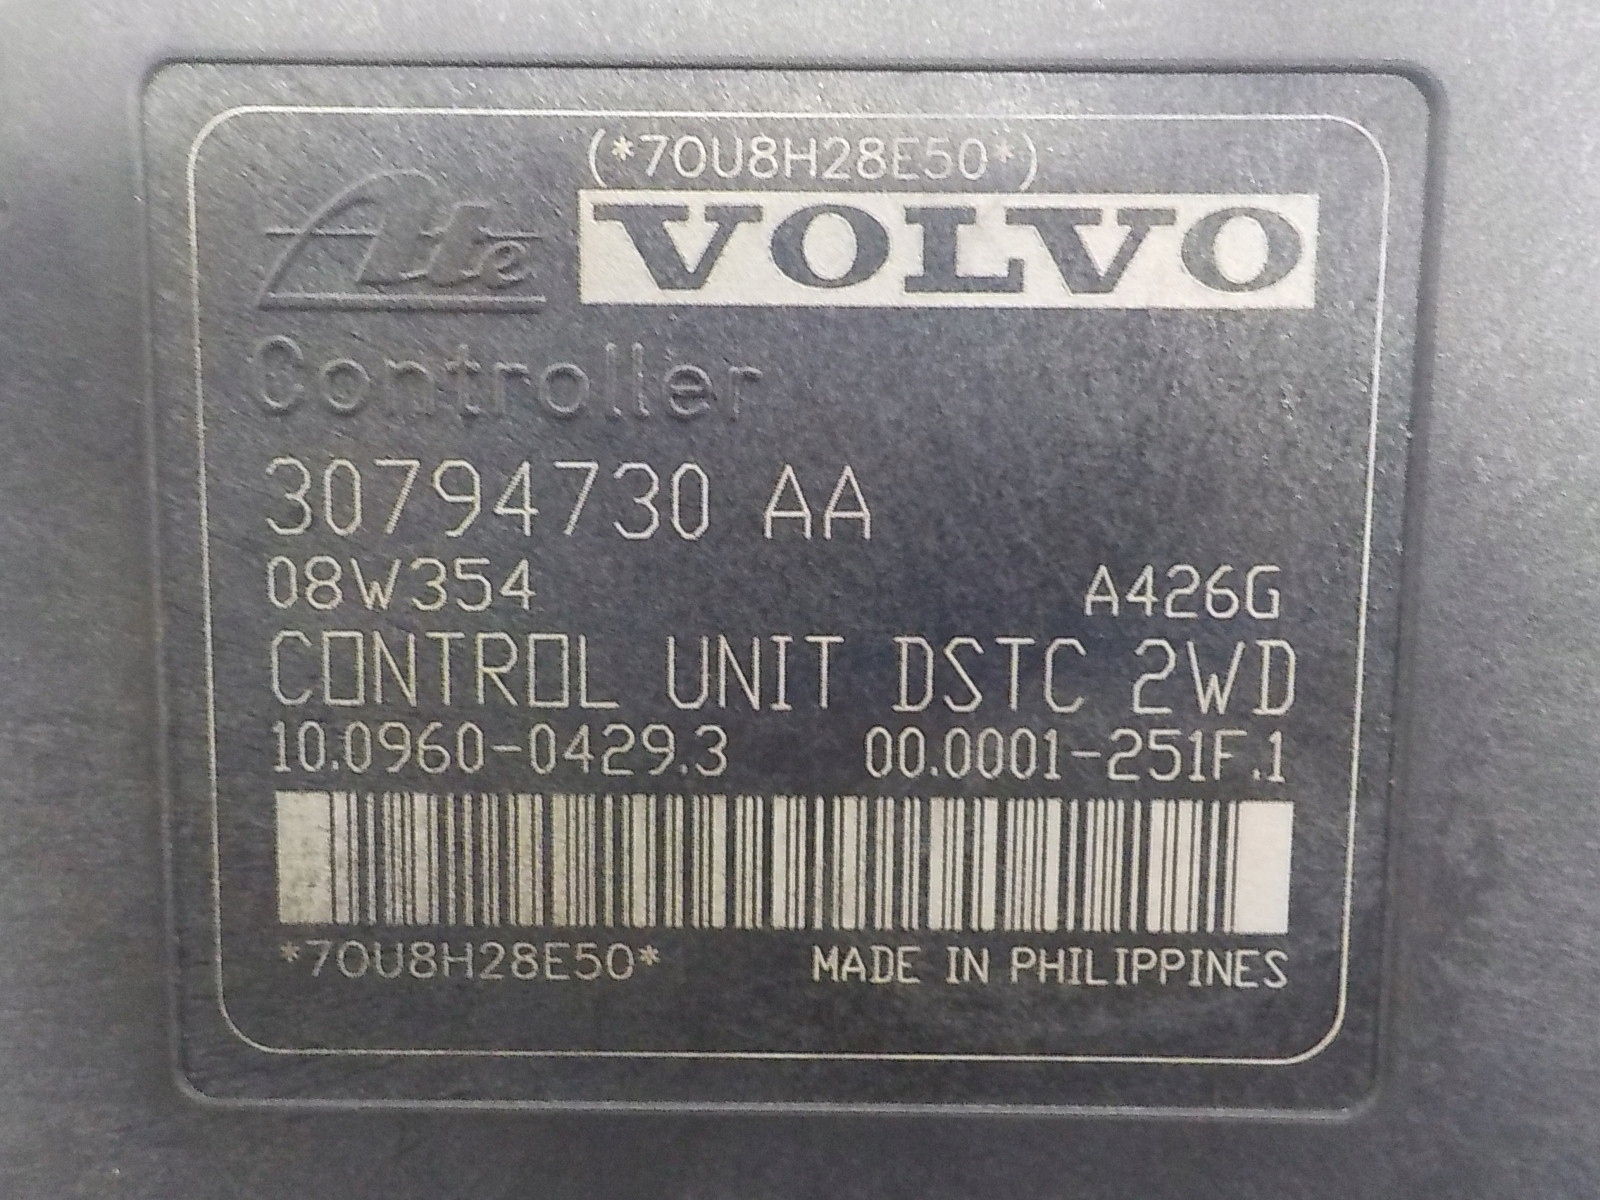 (*70U8H28E50*)
Ate VOLVO
Controller
30794730 AA
08W354 A426G
CONTROL UNIT DSTC 2WD
10.0960-0429.3 00.0001-251F.1
*70U8H28E50* MADE IN PHILIPPINES